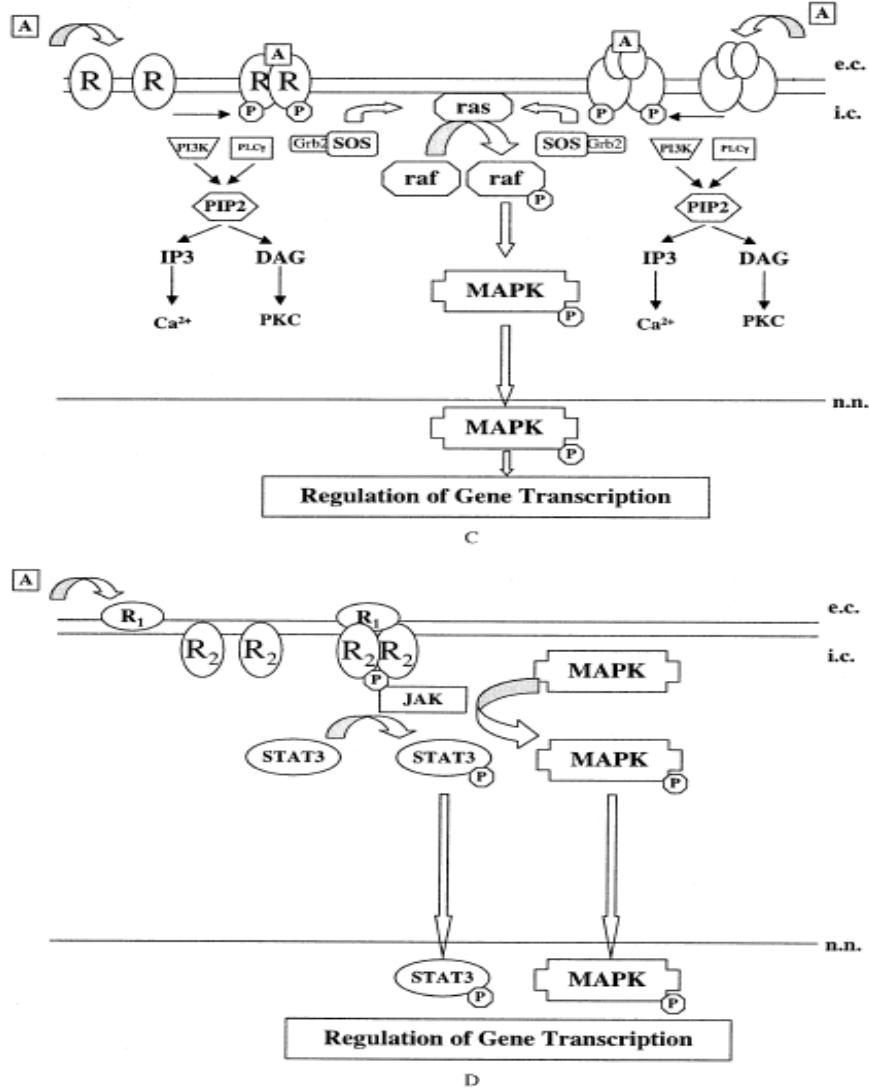 A A
R R R R A A
e.c.
P P P P
i.c.
ras
PI3K PLCγ Grb2 SOS SOS Grb2 PI3K PLCγ
raf raf
P
PIP2 PIP2
IP3 DAG IP3 DAG
MAPK
P
Ca²⁺ PKC Ca²⁺ PKC
n.n.
MAPK
P
Regulation of Gene Transcription
C
A
e.c.
R₁ R₁
R₂ R₂ R₂ R₂
i.c.
P
MAPK
JAK
STAT3 STAT3 MAPK
P P
n.n.
STAT3 MAPK
P P
Regulation of Gene Transcription
D